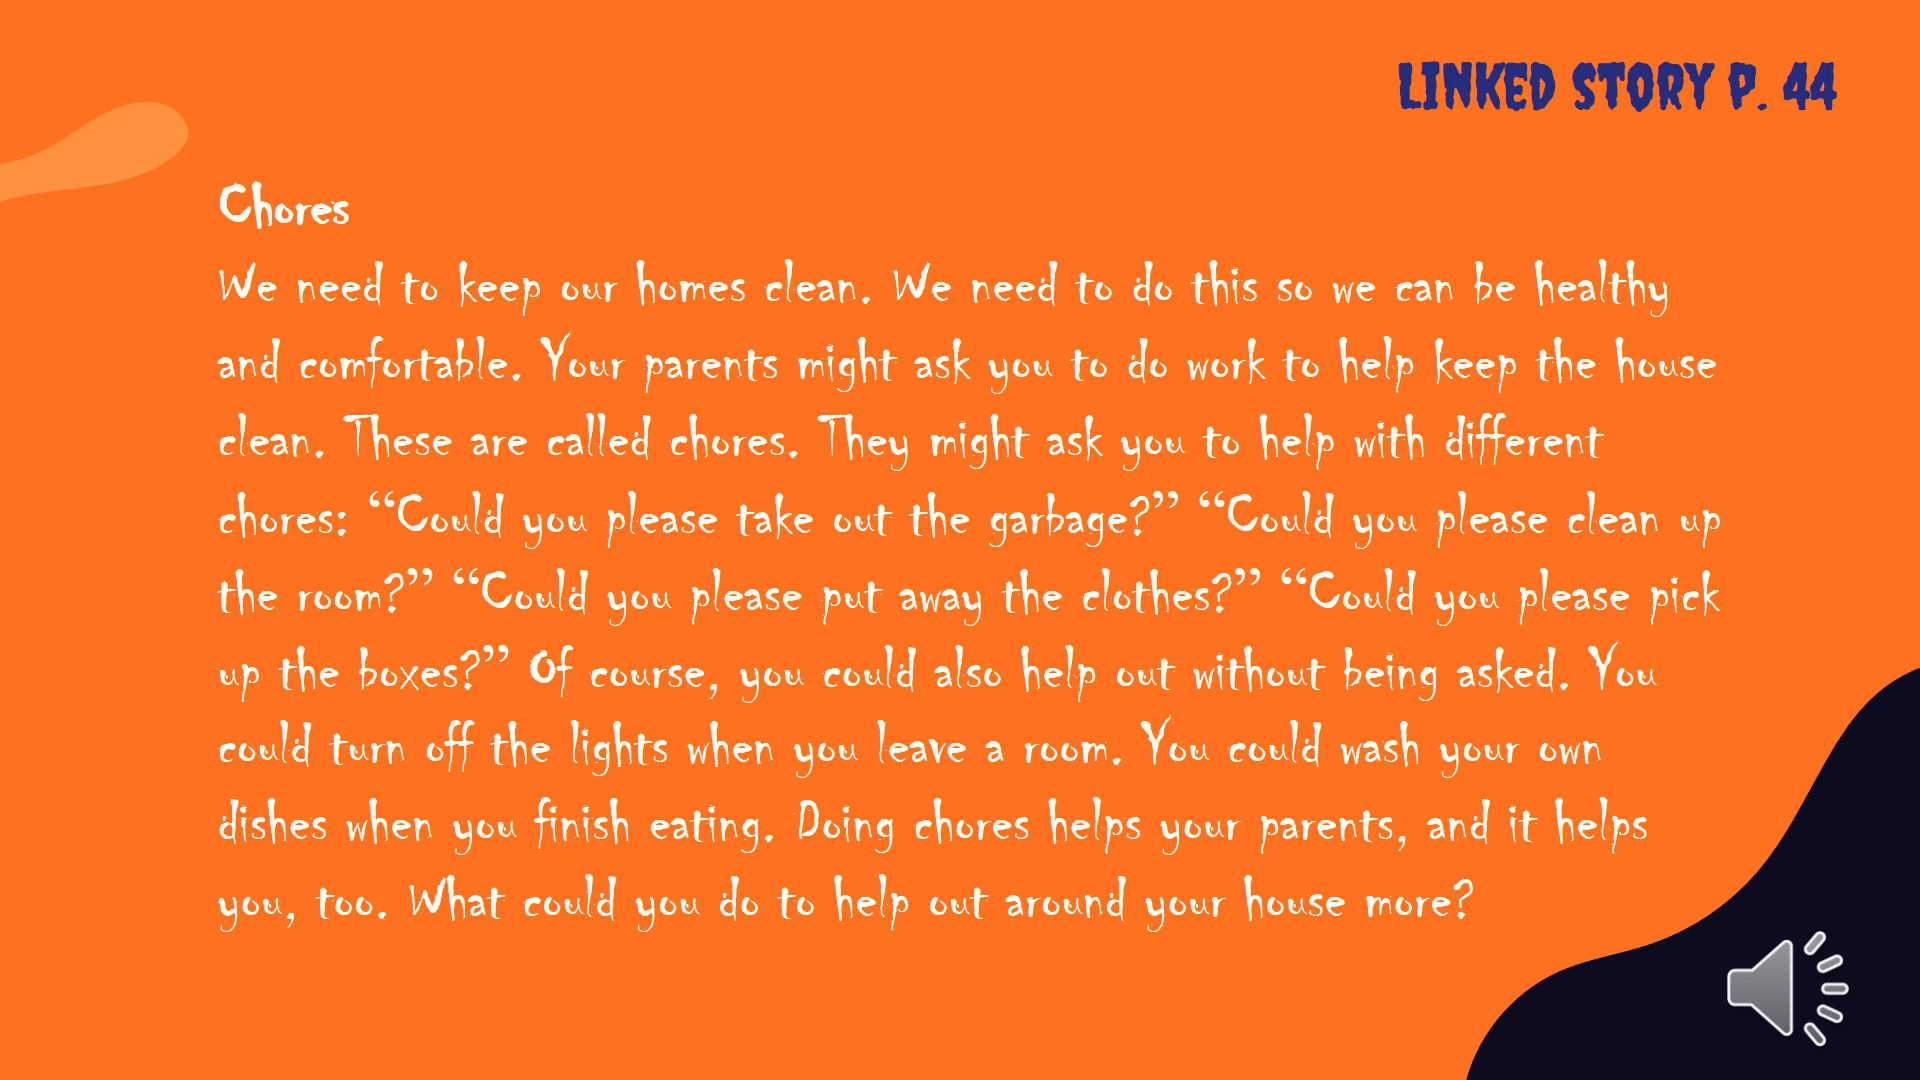 LINKED STORY P. 44
Chores
We need to keep our homes clean. We need to do this so we can be healthy
and comfortable. Your parents might ask you to do work to help keep the house
clean. These are called chores. They might ask you to help with different
chores: “Could you please take out the garbage?” “Could you please clean up
the room?” “Could you please put away the clothes?” “Could you please pick
up the boxes?” Of course, you could also help out without being asked. You
could turn off the lights when you leave a room. You could wash your own
dishes when you finish eating. Doing chores helps your parents, and it helps
you, too. What could you do to help out around your house more?